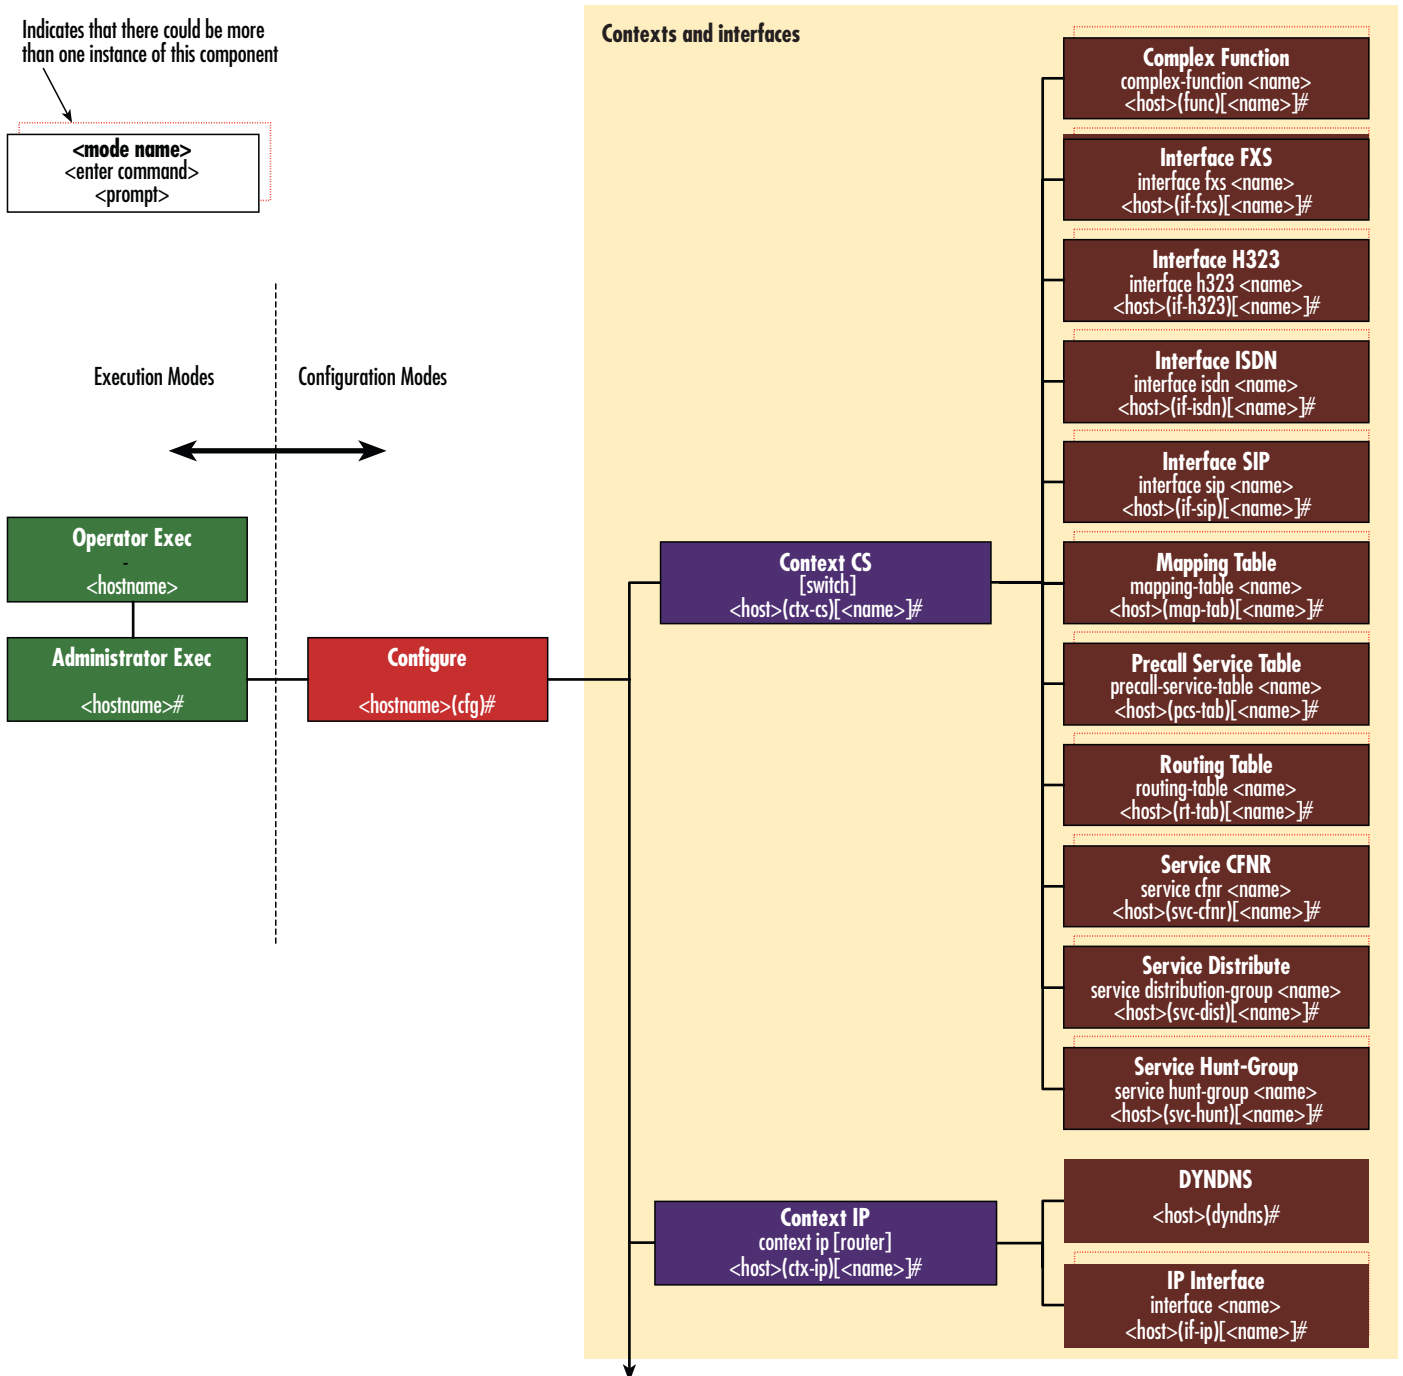 Indicates that there could be more
than one instance of this component
<mode name>
<enter command>
<prompt>
Execution Modes
Configuration Modes
Operator Exec
-
<hostname>
Administrator Exec
<hostname>#
Configure
<hostname>(cfg)#
Contexts and interfaces
Context CS
[switch]
<host>(ctx-cs)[<name>]#
Complex Function
complex-function <name>
<host>(func)[<name>]#
Interface FXS
interface fxs <name>
<host>(if-fxs)[<name>]#
Interface H323
interface h323 <name>
<host>(if-h323)[<name>]#
Interface ISDN
interface isdn <name>
<host>(if-isdn)[<name>]#
Interface SIP
interface sip <name>
<host>(if-sip)[<name>]#
Mapping Table
mapping-table <name>
<host>(map-tab)[<name>]#
Precall Service Table
precall-service-table <name>
<host>(pcs-tab)[<name>]#
Routing Table
routing-table <name>
<host>(rt-tab)[<name>]#
Service CFNR
service cfnr <name>
<host>(svc-cfnr)[<name>]#
Service Distribute
service distribution-group <name>
<host>(svc-dist)[<name>]#
Service Hunt-Group
service hunt-group <name>
<host>(svc-hunt)[<name>]#
Context IP
context ip [router]
<host>(ctx-ip)[<name>]#
DYNDNS
<host>(dyndns)#
IP Interface
interface <name>
<host>(if-ip)[<name>]#